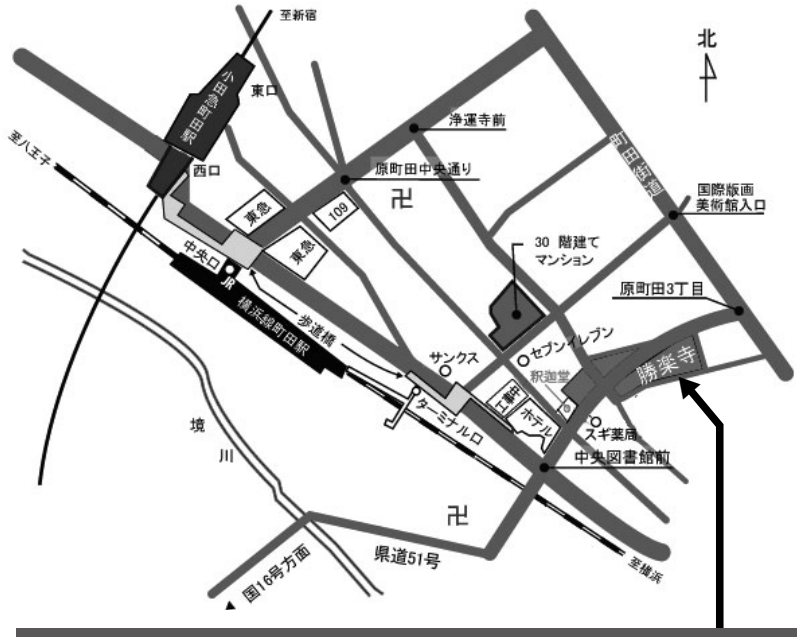 至新宿
北
小田急町田駅
東口
浄運寺前
至八王子
西口
原町田中央通り
町田街道
国際版画
美術館入口
卍
東急
109
東急
中央口
JR
横浜線町田駅
歩道橋
30 階建て
マンション
原町田3丁目
サンクス
セブンイレブン
釈迦堂
勝楽寺
工事中
ホテル
ターミナル口
スギ薬局
境川
中央図書館前
卍
県道51号
国16号方面
至横浜